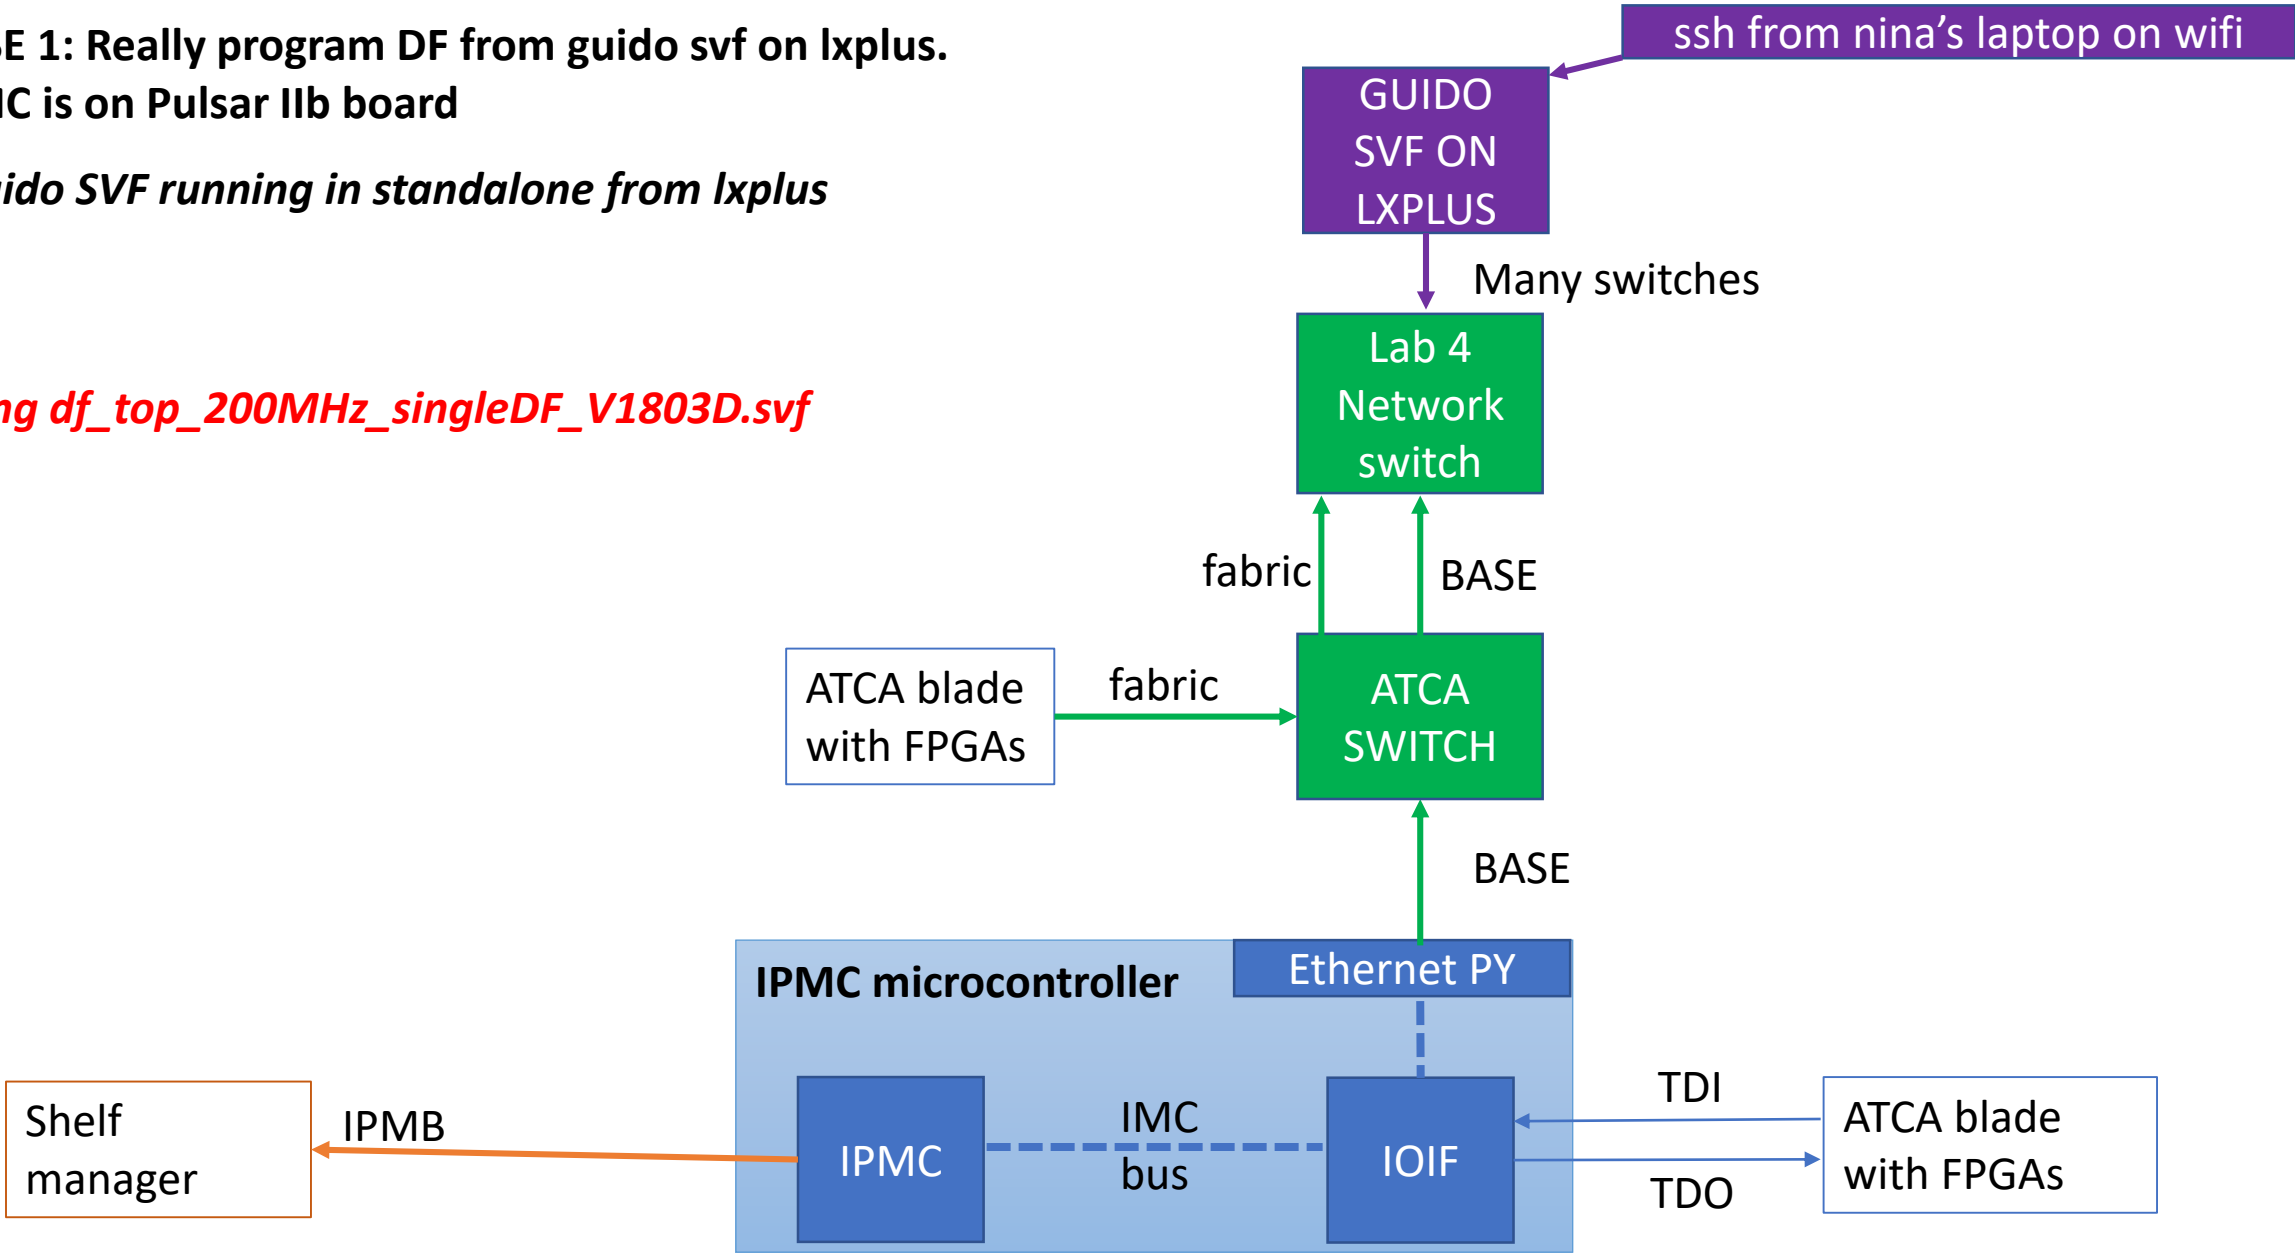 SE 1: Really program DF from guido svf on lxplus.
MC is on Pulsar IIb board
ido SVF running in standalone from lxplus
ng df_top_200MHz_singleDF_V1803D.svf
ssh from nina's laptop on wifi
GUIDO
SVF ON
LXPLUS
Many switches
Lab 4
Network
switch
fabric
BASE
ATCA blade
with FPGAs
fabric
ATCA
SWITCH
BASE
IPMC microcontroller
Ethernet PY
Shelf
manager
IPMB
IPMC
IMC
bus
IOIF
TDI
TDO
ATCA blade
with FPGAs